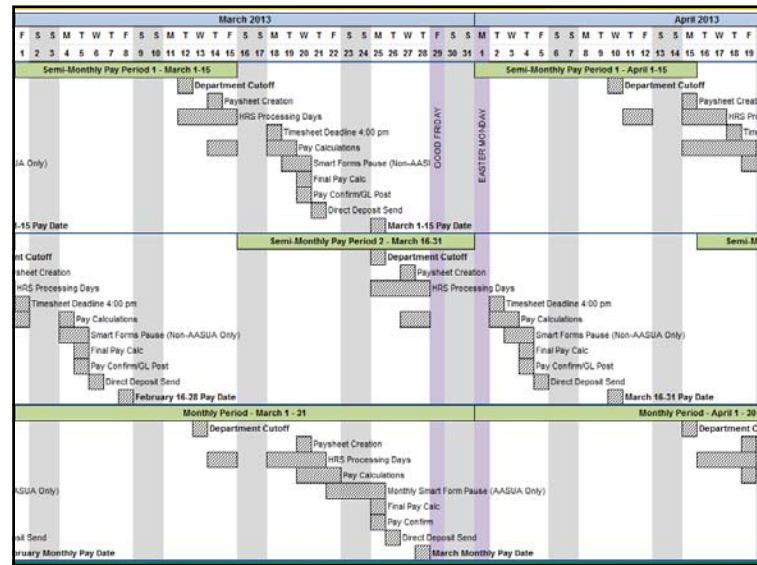 March 2013 April 2013
F S S M T W T F S S M T W T F S S M T W T F S S M T W T F S S M T W T F S S M T W T F S S M T W T F
1 2 3 4 5 6 7 8 9 10 11 12 13 14 15 16 17 18 19 20 21 22 23 24 25 26 27 28 29 30 31 1 2 3 4 5 6 7 8 9 10 11 12 13 14 15 16 17 18 19
Semi-Monthly Pay Period 1 - March 1-15 Semi-Monthly Pay Period 1 - April 1-15
Department Cutoff Department Cutoff
Paysheet Creation Paysheet Creat
HRS Processing Days HRS Pro
Timesheet Deadline 4:00 pm Tim
Pay Calculations
UA Only) Smart Forms Pause (Non-AASU
Final Pay Calc
Pay Confirm/GL Post
Direct Deposit Send
1-15 Pay Date March 1-15 Pay Date
GOOD FRIDAY
EASTER MONDAY
Semi-Monthly Pay Period 2 - March 16-31 Semi-M
nt Cutoff Department Cutoff
sheet Creation Paysheet Creation
HRS Processing Days HRS Processing Days
Timesheet Deadline 4:00 pm Timesheet Deadline 4:00 pm
Pay Calculations Pay Calculations
Smart Forms Pause (Non-AASUA Only) Smart Forms Pause (Non-AASUA Only)
Final Pay Calc Final Pay Calc
Pay Confirm/GL Post Pay Confirm/GL Post
Direct Deposit Send Direct Deposit Send
February 16-28 Pay Date March 16-31 Pay Date
Monthly Period - March 1 - 31 Monthly Period - April 1 - 30
Department Cutoff Department C
Paysheet Creation
HRS Processing Days
Pay Calculations
ASUA Only) Monthly Smart Form Pause (AASUA Only)
Final Pay Calc
Pay Confirm
osit Send Direct Deposit Send
bruary Monthly Pay Date March Monthly Pay Date